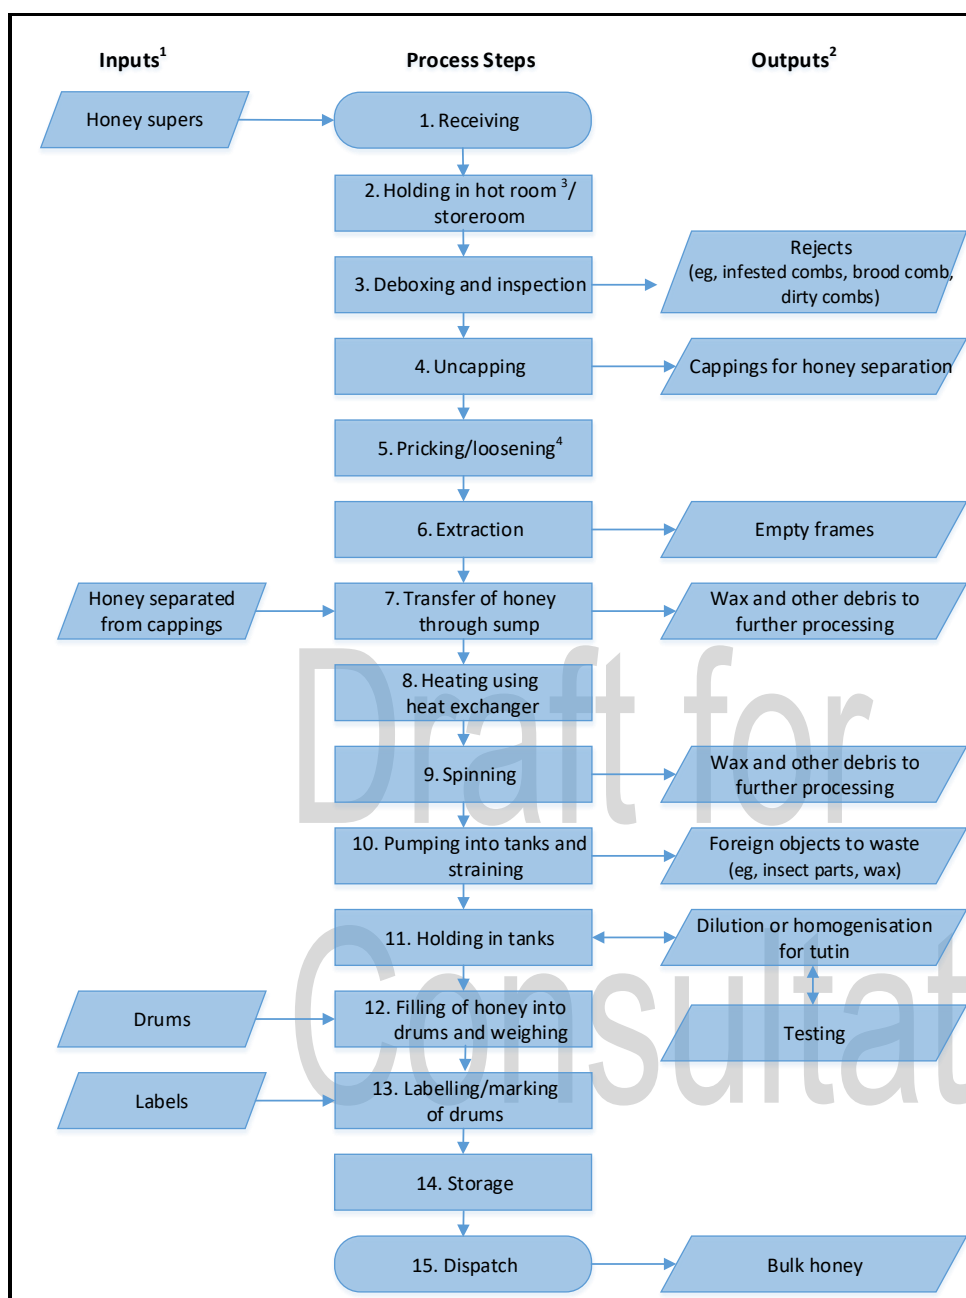 Inputs1
Process Steps
Outputs2
Honey supers
1. Receiving
2. Holding in hot room 3/
storeroom
3. Deboxing and inspection
Rejects
(eg, infested combs, brood comb,
dirty combs)
4. Uncapping
Cappings for honey separation
5. Pricking/loosening4
6. Extraction
Empty frames
Honey separated
from cappings
7. Transfer of honey
through sump
Wax and other debris to
further processing
8. Heating using
heat exchanger
9. Spinning
Wax and other debris to
further processing
10. Pumping into tanks and
straining
Foreign objects to waste
(eg, insect parts, wax)
11. Holding in tanks
Dilution or homogenisation
for tutin
Drums
12. Filling of honey into
drums and weighing
Testing
Labels
13. Labelling/marking
of drums
14. Storage
15. Dispatch
Bulk honey
Draft for
Consultat